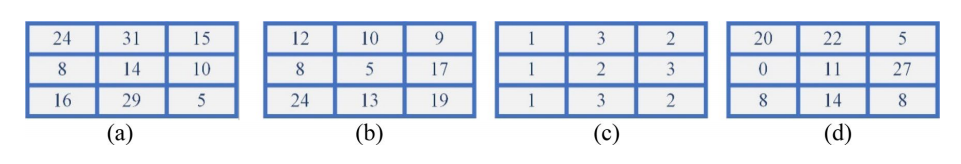 24 31 15 12 10 9 1 3 2 20 22 5
8 14 10 8 5 17 1 2 3 0 11 27
16 29 5 24 13 19 1 3 2 8 14 8
(a) (b) (c) (d)